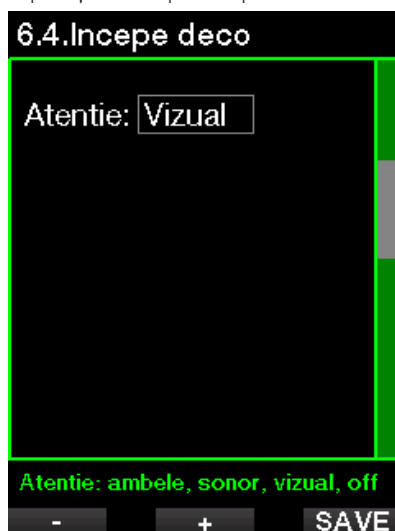 6.4.Incepe deco
Atentie: Vizual
Atentie: ambele, sonor, vizual, off
- + SAVE